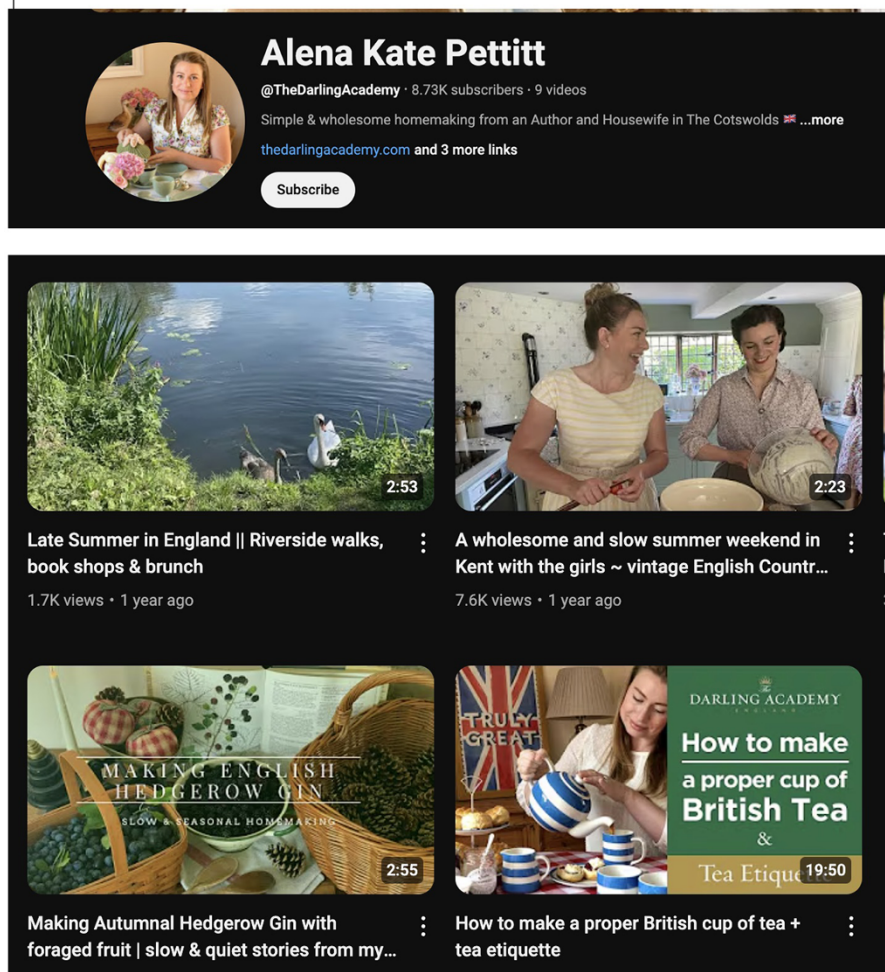 Alena Kate Pettitt
@TheDarlingAcademy · 8.73K subscribers · 9 videos
Simple & wholesome homemaking from an Author and Housewife in The Cotswolds 🇬🇧 ...more
thedarlingacademy.com and 3 more links
Subscribe
2:53
2:23
Late Summer in England || Riverside walks,
book shops & brunch
1.7K views • 1 year ago
A wholesome and slow summer weekend in
Kent with the girls ~ vintage English Countr...
7.6K views • 1 year ago
MAKING ENGLISH
HEDGEROW GIN
SLOW & SEASONAL HOMEMAKING
2:55
TRULY
GREAT
The
DARLING ACADEMY
ENGLAND
How to make
a proper cup of
British Tea
&
Tea Etique
19:50
Making Autumnal Hedgerow Gin with
foraged fruit | slow & quiet stories from my...
How to make a proper British cup of tea +
tea etiquette